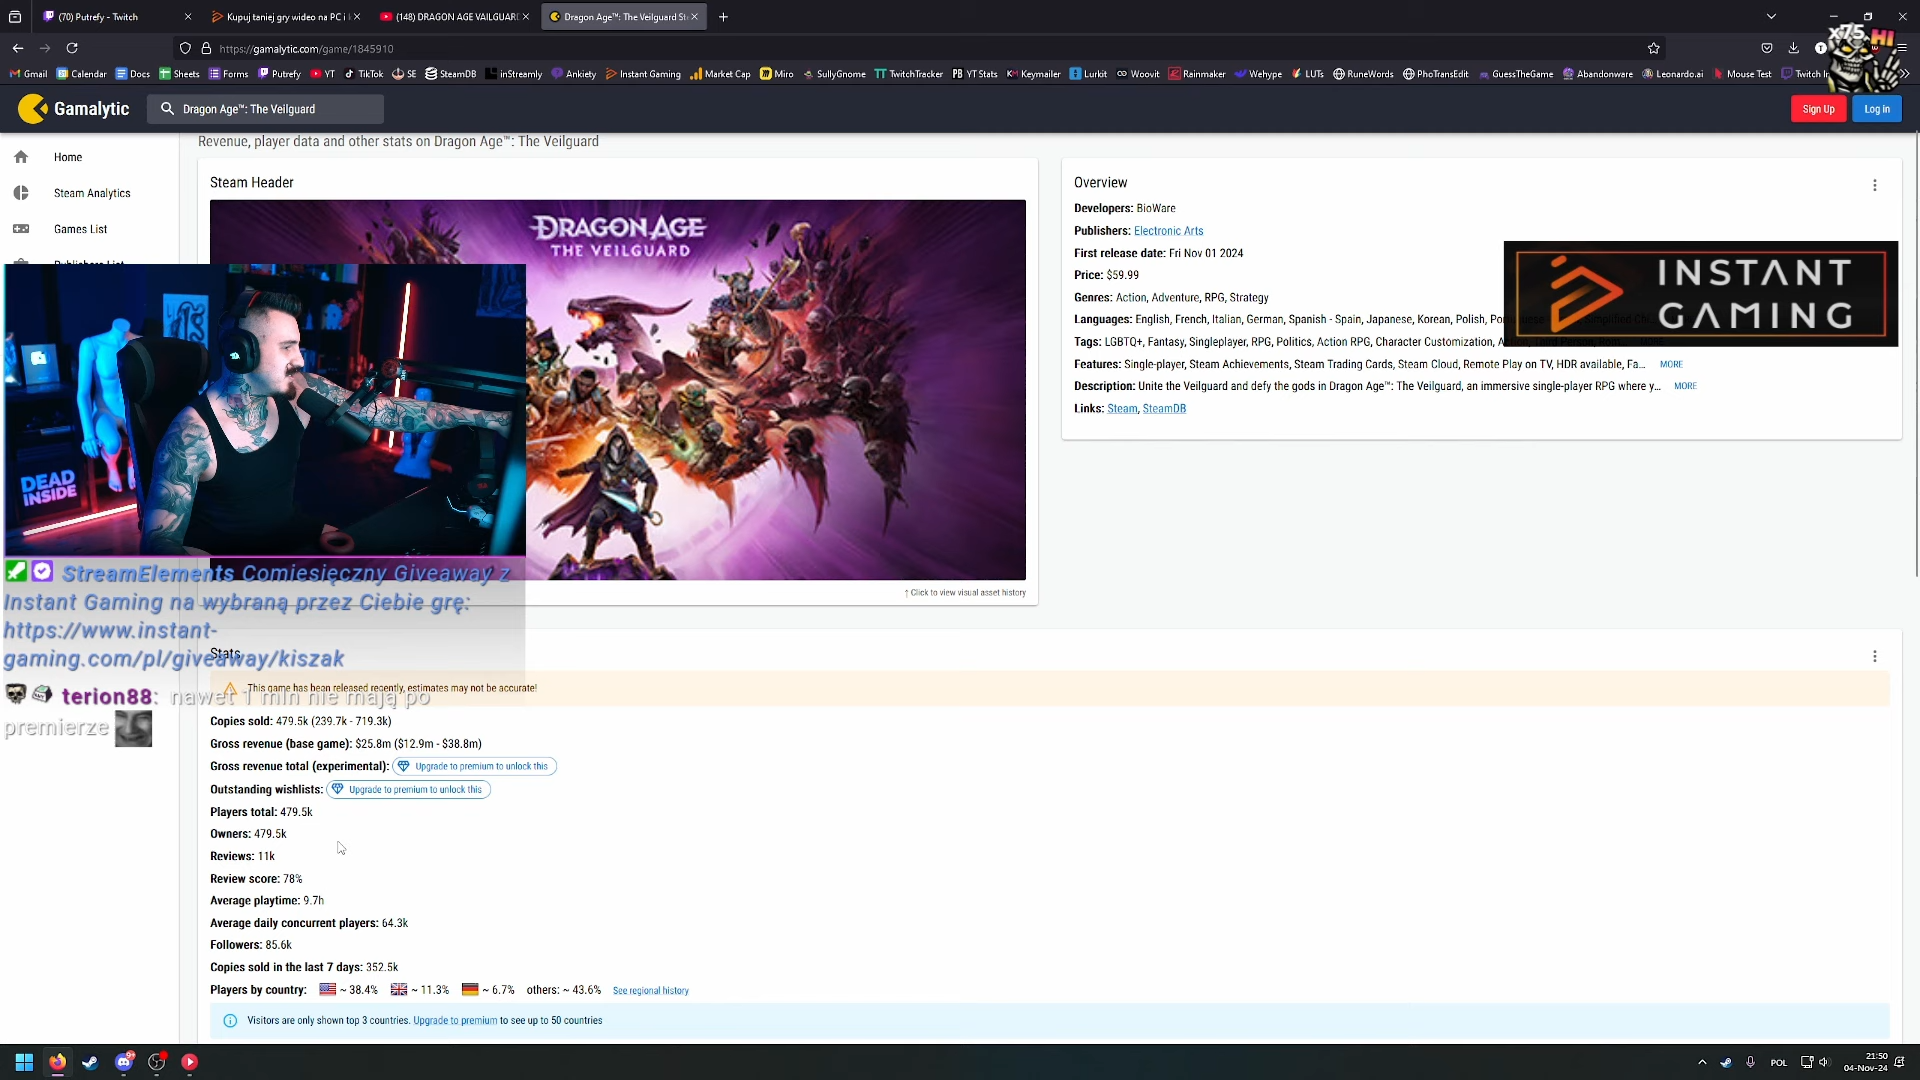 (70) Putrefy - Twitch
Kupuj taniej gry wideo na PC i k
(148) DRAGON AGE VAILGUARD
Dragon Age™: The Veilguard St
https://gamalytic.com/game/1845910
Gmail Calendar Docs Sheets Forms Putrefy YT TikTok SE SteamDB inStreamly Ankiety Instant Gaming Market Cap Miro SullyGnome TwitchTracker YT Stats Keymailer Lurkit Woovit Rainmaker Wehype LUTs RuneWords PhoTransEdit GuessTheGame Abandonware Leonardo.ai Mouse Test Twitch In
x75 HI
Gamalytic
Dragon Age™: The Veilguard
Sign Up
Log in
Home
Steam Analytics
Games List
Publishers List
Revenue, player data and other stats on Dragon Age™: The Veilguard
Steam Header
DRAGON AGE
THE VEILGUARD
DEAD
INSIDE
↑ Click to view visual asset history
Overview
Developers: BioWare
Publishers: Electronic Arts
First release date: Fri Nov 01 2024
Price: $59.99
Genres: Action, Adventure, RPG, Strategy
Languages: English, French, Italian, German, Spanish - Spain, Japanese, Korean, Polish,
Tags: LGBTQ+, Fantasy, Singleplayer, RPG, Politics, Action RPG, Character Customization,
Features: Single-player, Steam Achievements, Steam Trading Cards, Steam Cloud, Remote Play on TV, HDR available, Fa... MORE
Description: Unite the Veilguard and defy the gods in Dragon Age™: The Veilguard, an immersive single-player RPG where y... MORE
Links: Steam, SteamDB
INSTANT
GAMING
StreamElements Comiesięczny Giveaway z
Instant Gaming na wybraną przez Ciebie grę:
https://www.instant-
gaming.com/pl/giveaway/kiszak
terion88: nawet 1 mln nie mają po
premierze
Stats
This game has been released recently, estimates may not be accurate!
Copies sold: 479.5k (239.7k - 719.3k)
Gross revenue (base game): $25.8m ($12.9m - $38.8m)
Gross revenue total (experimental): Upgrade to premium to unlock this
Outstanding wishlists: Upgrade to premium to unlock this
Players total: 479.5k
Owners: 479.5k
Reviews: 11k
Review score: 78%
Average playtime: 9.7h
Average daily concurrent players: 64.3k
Followers: 85.6k
Copies sold in the last 7 days: 352.5k
Players by country: ~ 38.4% ~ 11.3% ~ 6.7% others: ~ 43.6% See regional history
Visitors are only shown top 3 countries. Upgrade to premium to see up to 50 countries
POL
21:50
04-Nov-24